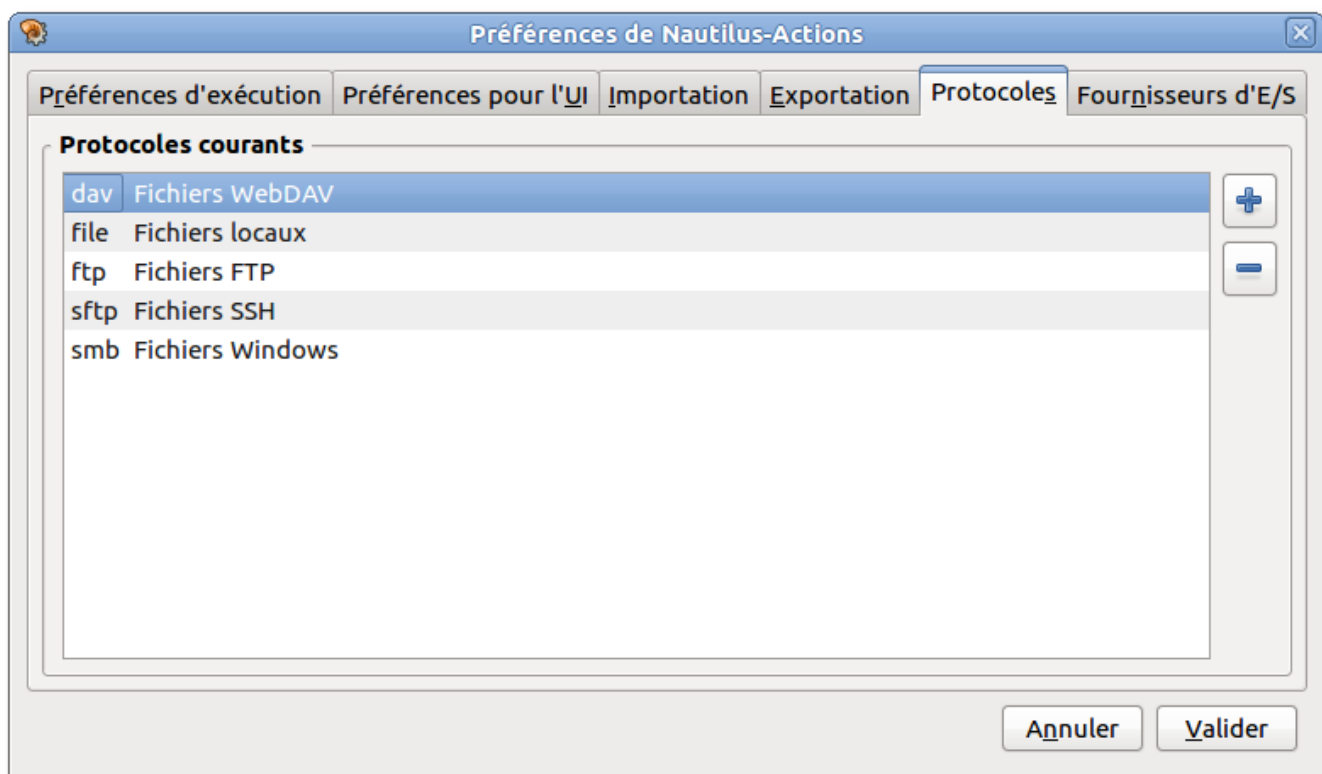 Préférences de Nautilus-Actions
Préférences d'exécution Préférences pour l'UI Importation Exportation Protocoles Fournisseurs d'E/S
Protocoles courants
dav Fichiers WebDAV
file Fichiers locaux
ftp Fichiers FTP
sftp Fichiers SSH
smb Fichiers Windows
Annuler Valider